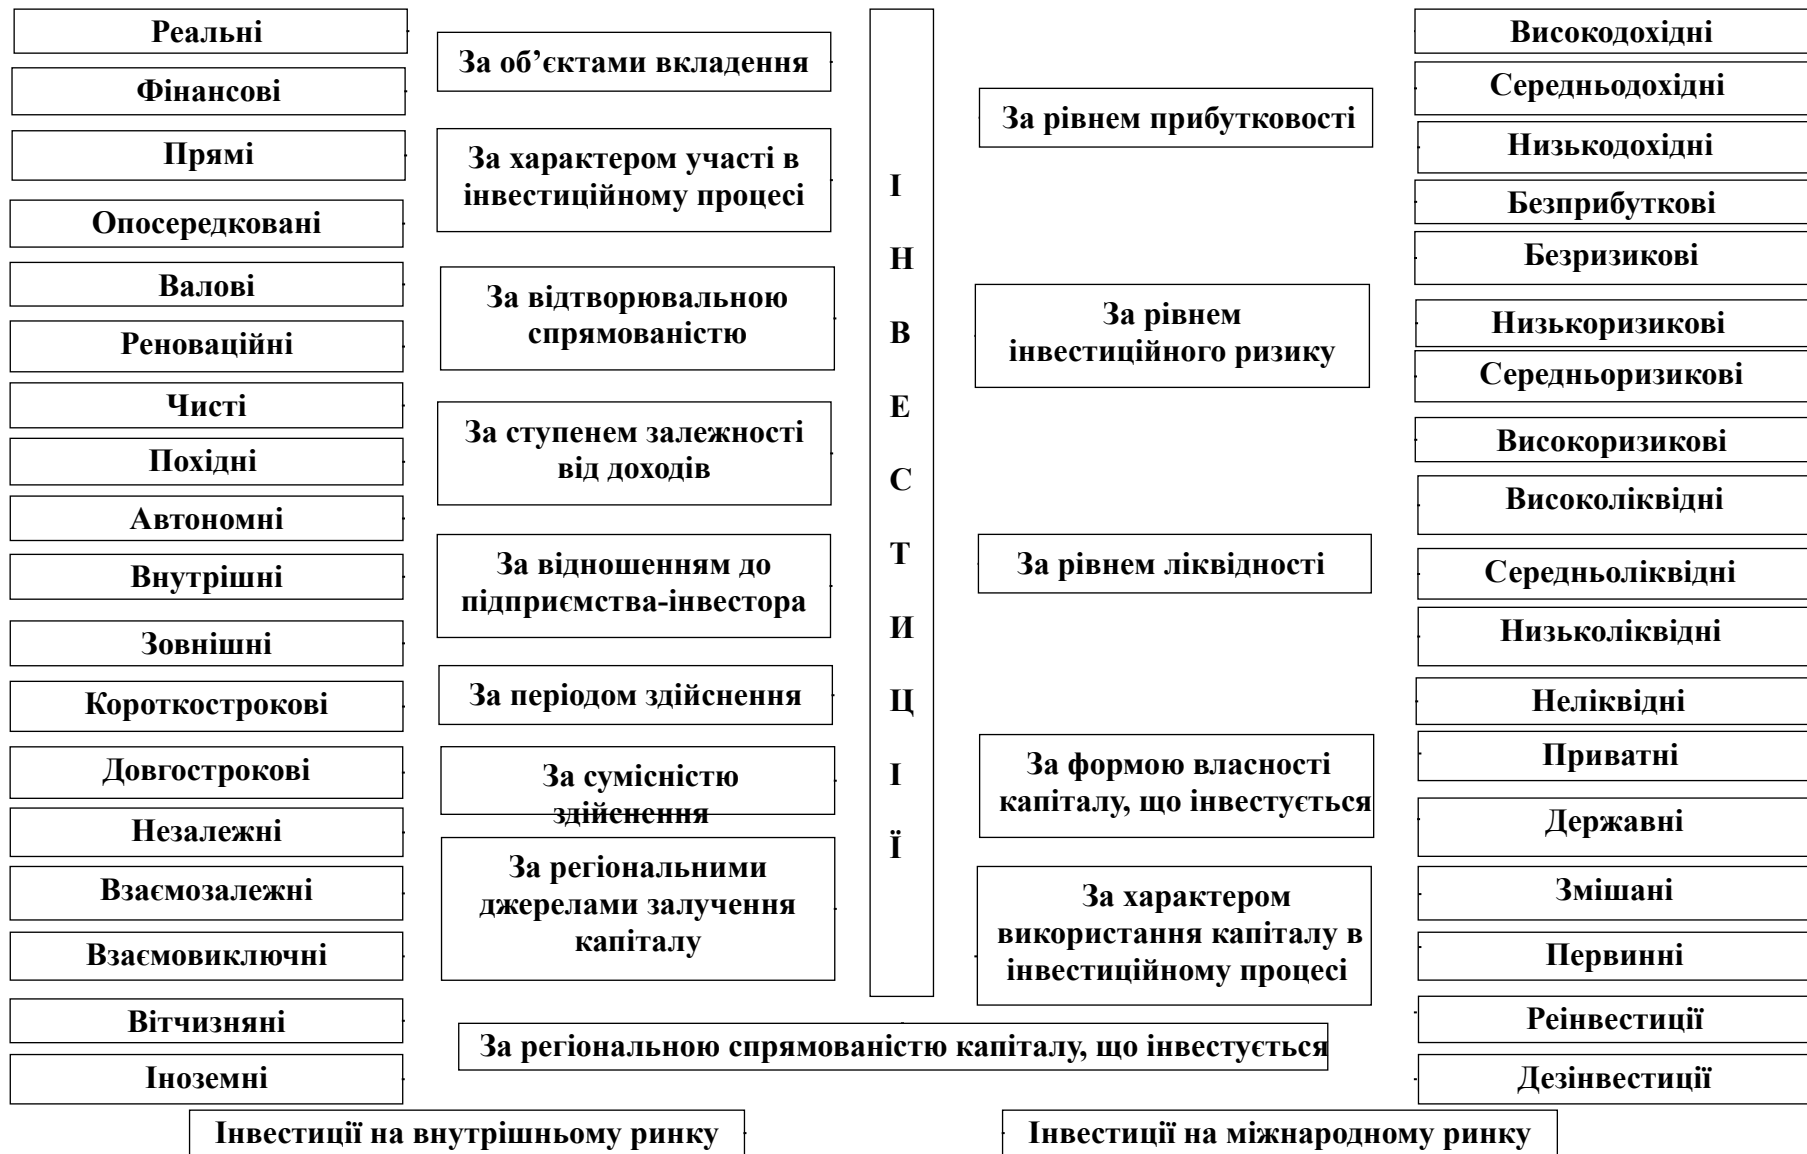 Реальні
Фінансові
Прямі
Опосередковані
Валові
Реноваційні
Чисті
Похідні
Автономні
Внутрішні
Зовнішні
Короткострокові
Довгострокові
Незалежні
Взаємозалежні
Взаємовиключні
Вітчизняні
Іноземні
За об’єктами вкладення
За характером участі в
інвестиційному процесі
За відтворювальною
спрямованістю
За ступенем залежності
від доходів
За відношенням до
підприємства-інвестора
За періодом здійснення
За сумісністю
здійснення
За регіональними
джерелами залучення
капіталу
І
Н
В
Е
С
Т
И
Ц
І
Ї
За рівнем прибутковості
За рівнем
інвестиційного ризику
За рівнем ліквідності
За формою власності
капіталу, що інвестується
За характером
використання капіталу в
інвестиційному процесі
Високодохідні
Середньодохідні
Низькодохідні
Безприбуткові
Безризикові
Низькоризикові
Середньоризикові
Високоризикові
Високоліквідні
Середньоліквідні
Низьколіквідні
Неліквідні
Приватні
Державні
Змішані
Первинні
Реінвестиції
Дезінвестиції
За регіональною спрямованістю капіталу, що інвестується
Інвестиції на внутрішньому ринку
Інвестиції на міжнародному ринку